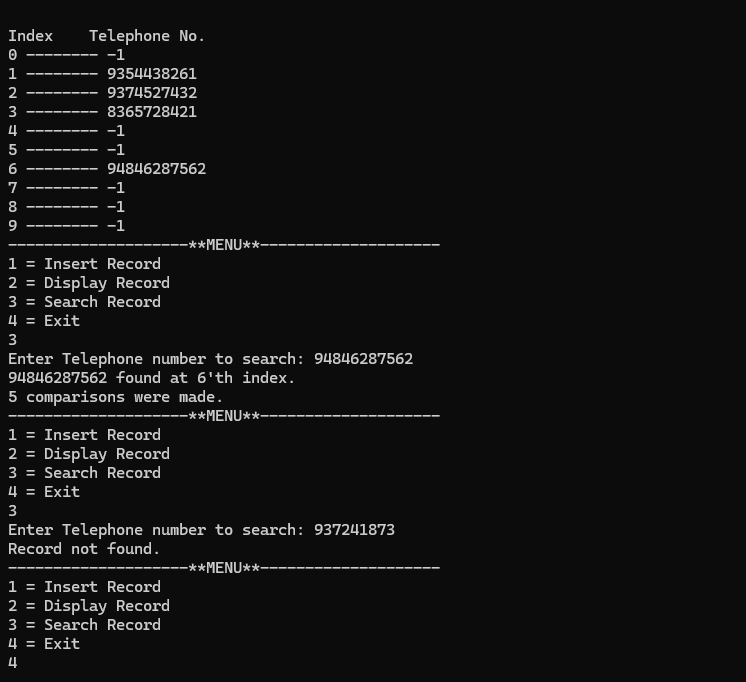 Index    Telephone No.
0 -------- -1
1 -------- 9354438261
2 -------- 9374527432
3 -------- 8365728421
4 -------- -1
5 -------- -1
6 -------- 94846287562
7 -------- -1
8 -------- -1
9 -------- -1
--------------------**MENU**--------------------
1 = Insert Record
2 = Display Record
3 = Search Record
4 = Exit
3
Enter Telephone number to search: 94846287562
94846287562 found at 6'th index.
5 comparisons were made.
--------------------**MENU**--------------------
1 = Insert Record
2 = Display Record
3 = Search Record
4 = Exit
3
Enter Telephone number to search: 937241873
Record not found.
--------------------**MENU**--------------------
1 = Insert Record
2 = Display Record
3 = Search Record
4 = Exit
4